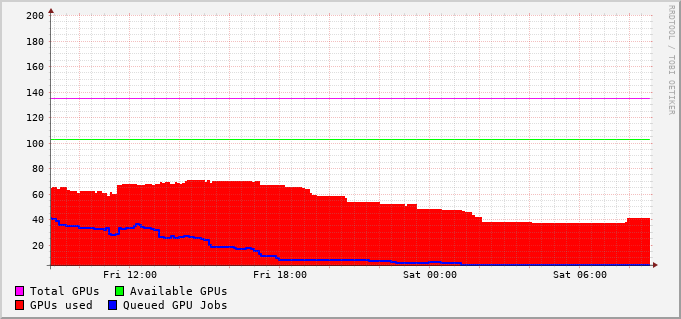 RRDTOOL / TOBI OETIKER
200
180
160
140
120
100
80
60
40
20
Fri 12:00 Fri 18:00 Sat 00:00 Sat 06:00
Total GPUs Available GPUs
GPUs used Queued GPU Jobs